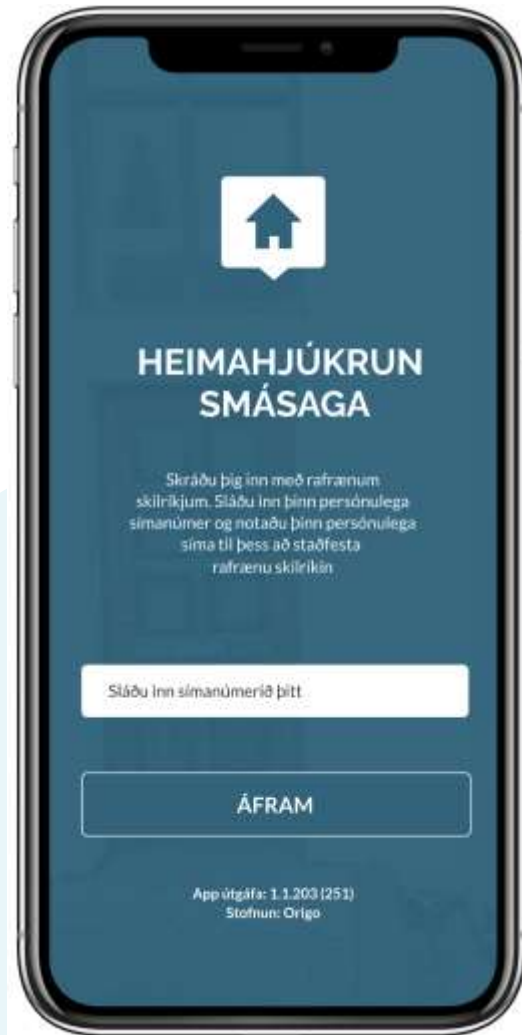 HEIMAHJÚKRUN
SMÁSAGA
Skráðu þig inn með rafrænum
skilríkjum. Sláðu inn þinn persónulega
símanúmer og notaðu þinn persónulega
síma til þess að staðfesta
rafrænu skilríkin
Sláðu inn símanúmerið þitt
ÁFRAM
App útgáfa: 1.1.203 (251)
Stofnun: Origo